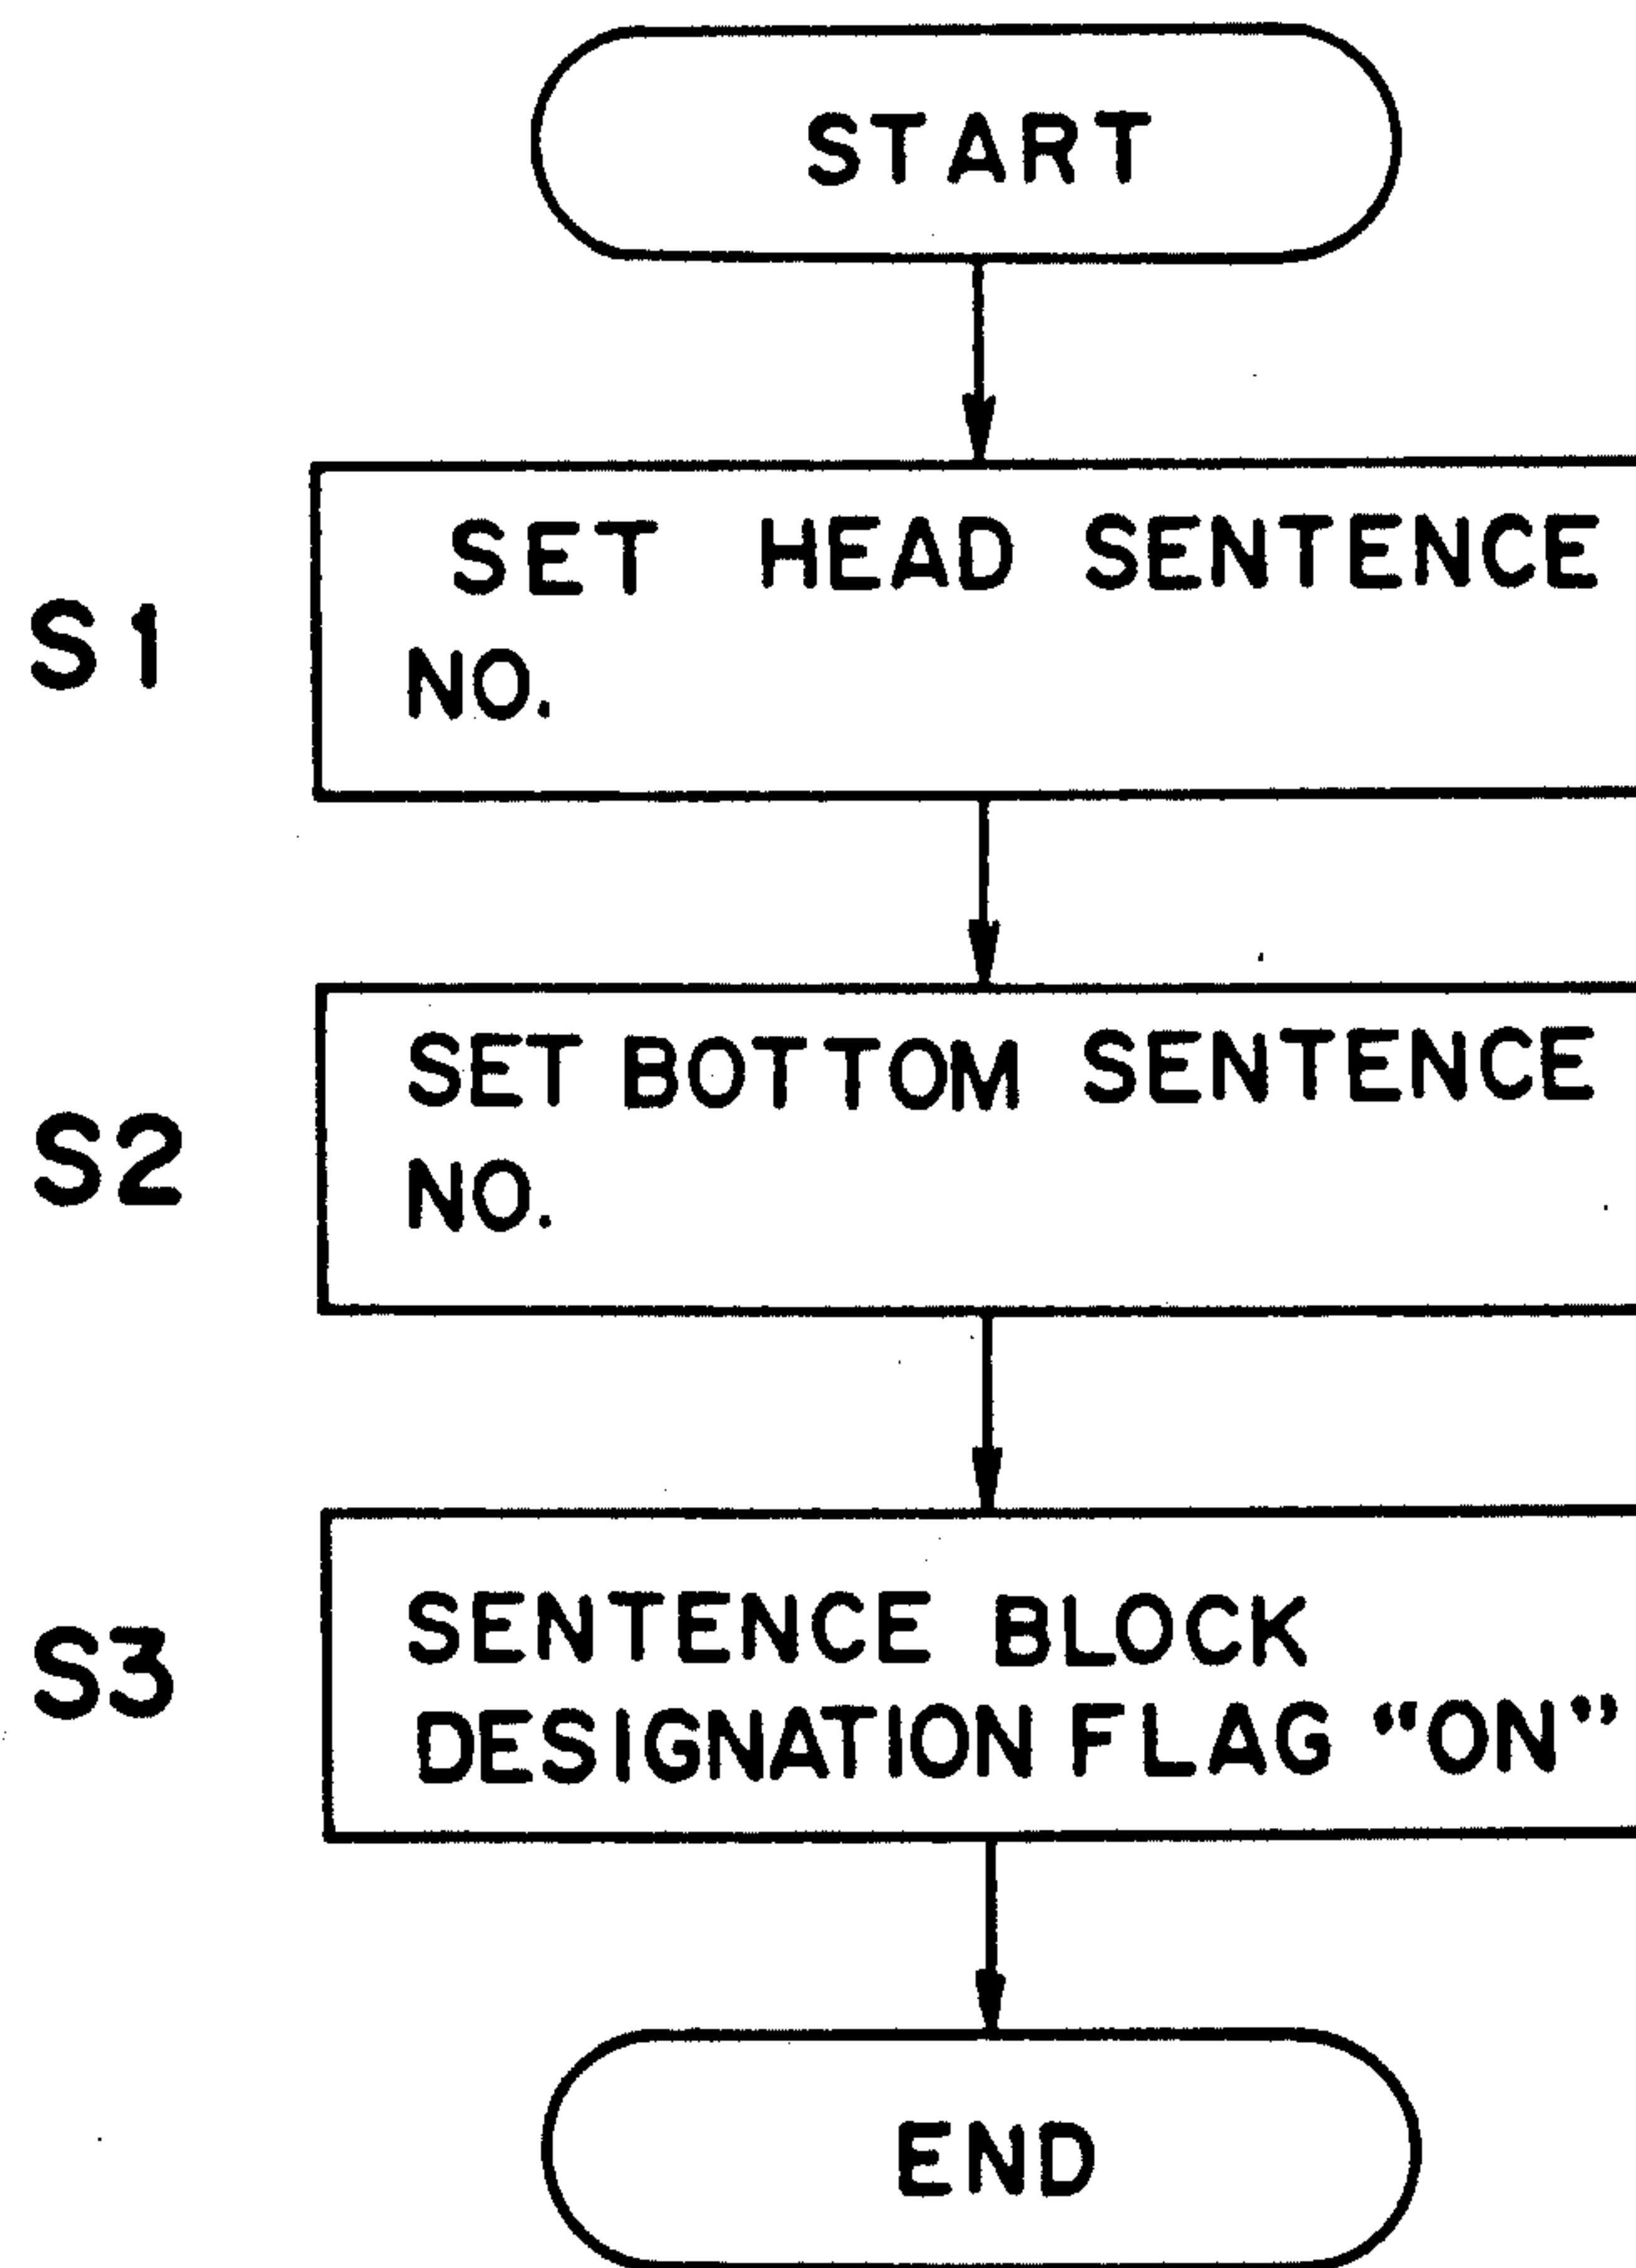 START
S1
SET HEAD SENTENCE
NO.
S2
SET BOTTOM SENTENCE
NO.
S3
SENTENCE BLOCK
DESIGNATION FLAG “ON”
END